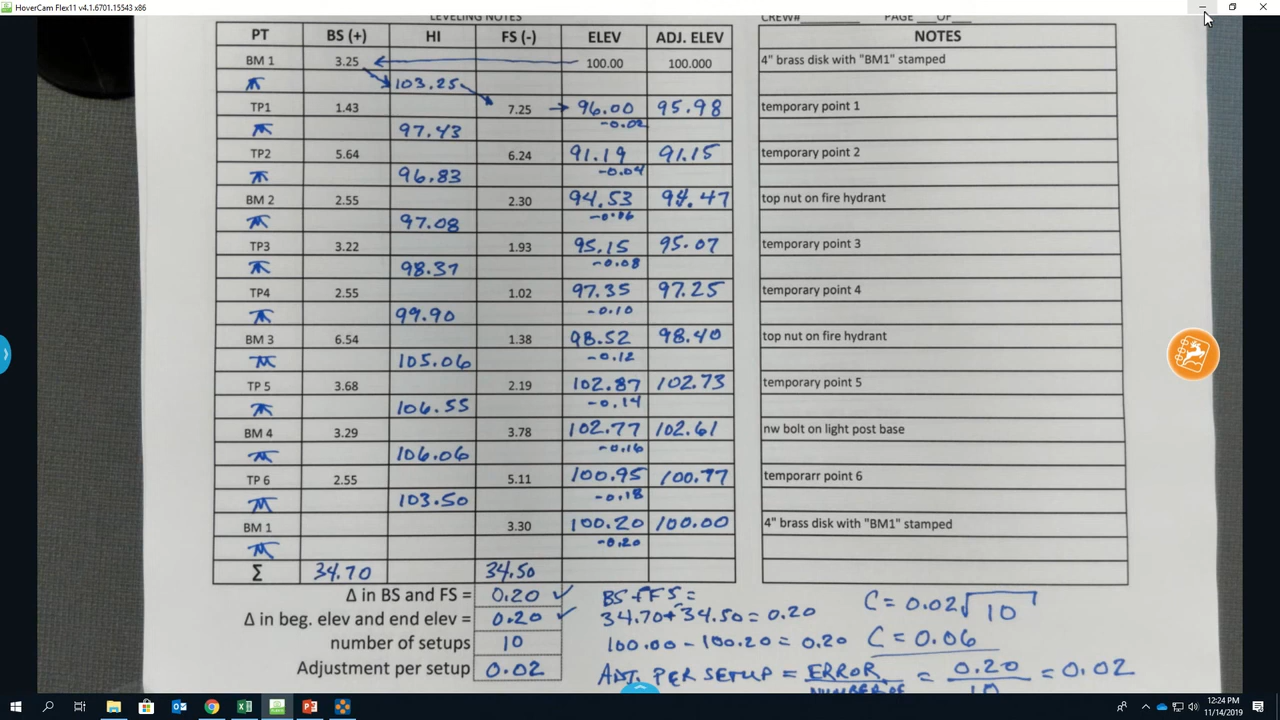 HoverCam Flex11 v4.1.6701.15543 x86
LEVELING NOTES
CREW#________ PAGE ___OF___
PT BS (+) HI FS (-) ELEV ADJ. ELEV NOTES
BM 1 3.25 100.00 100.000 4" brass disk with "BM1" stamped
103.25
TP1 1.43 7.25 96.00 95.98 temporary point 1
97.43 -0.02
TP2 5.64 6.24 91.19 91.15 temporary point 2
96.83 -0.04
BM 2 2.55 2.30 94.53 94.47 top nut on fire hydrant
97.08 -0.06
TP3 3.22 1.93 95.15 95.07 temporary point 3
98.37 -0.08
TP4 2.55 1.02 97.35 97.25 temporary point 4
99.90 -0.10
BM 3 6.54 1.38 98.52 98.40 top nut on fire hydrant
105.06 -0.12
TP 5 3.68 2.19 102.87 102.73 temporary point 5
106.55 -0.14
BM 4 3.29 3.78 102.77 102.61 nw bolt on light post base
106.06 -0.16
TP 6 2.55 5.11 100.95 100.77 temporarr point 6
103.50 -0.18
BM 1 3.30 100.20 100.00 4" brass disk with "BM1" stamped
-0.20
Σ 34.70 34.50
Δ in BS and FS = 0.20 ✓ BS + FS = C = 0.02√10
Δ in beg. elev and end elev = 0.20 ✓ 34.70 + 34.50 = 0.20
number of setups 10 100.00 - 100.20 = 0.20 C = 0.06
Adjustment per setup = 0.02 ADJ. PER SETUP = ERROR = 0.20 = 0.02
NUMBER OF 10
12:24 PM
11/14/2019